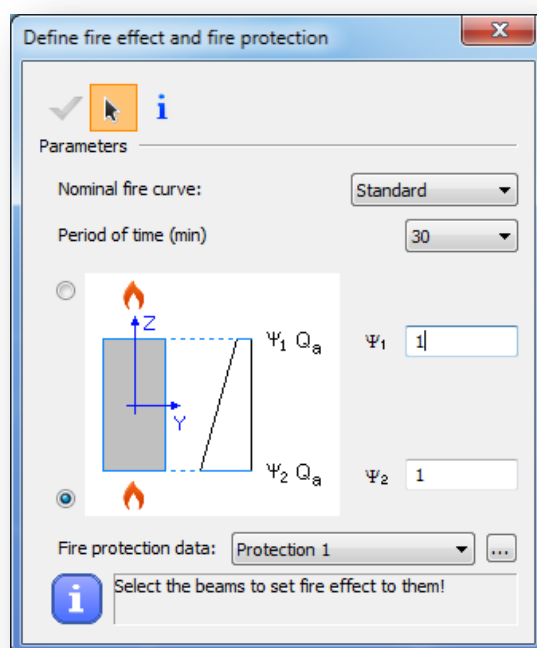 Define fire effect and fire protection
Parameters
Nominal fire curve: Standard
Period of time (min) 30
Z
Ψ₁ Qₐ Ψ₁ 1
Y
Ψ₂ Qₐ Ψ₂ 1
Fire protection data: Protection 1 ...
Select the beams to set fire effect to them!